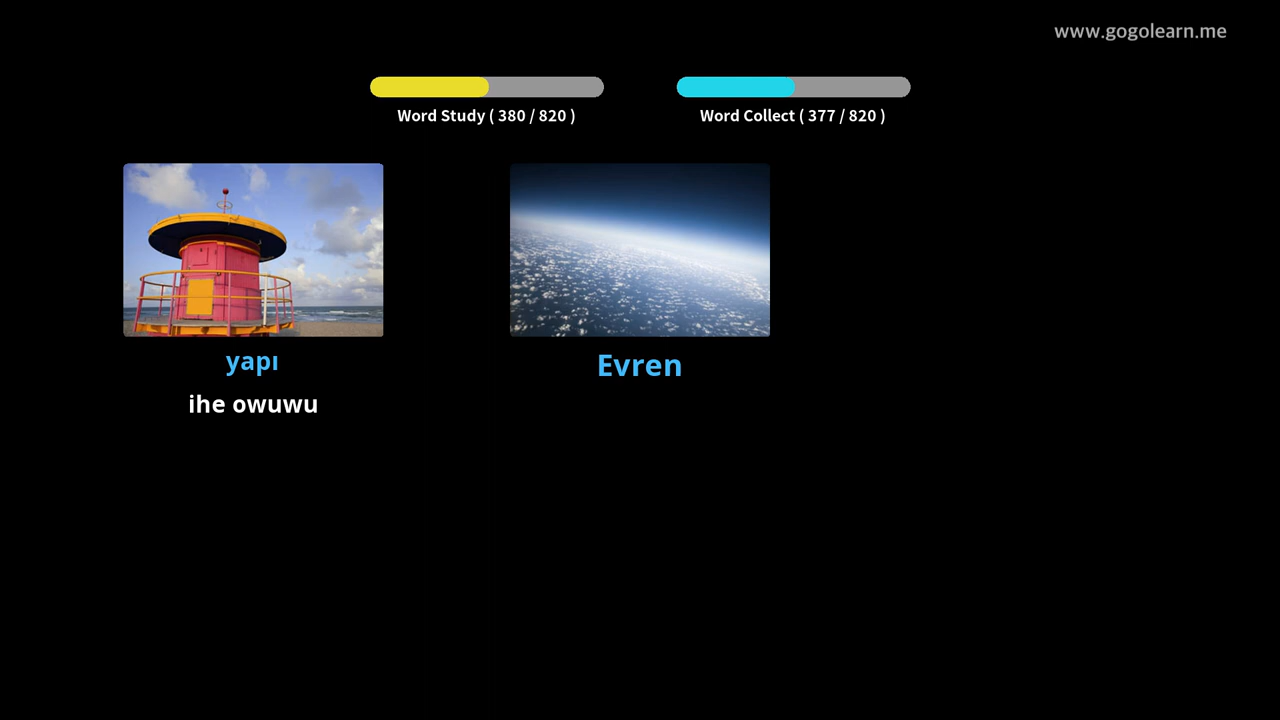 www.gogolearn.me
Word Study ( 380 / 820 )
Word Collect ( 377 / 820 )
yapı
ihe owuwu
Evren